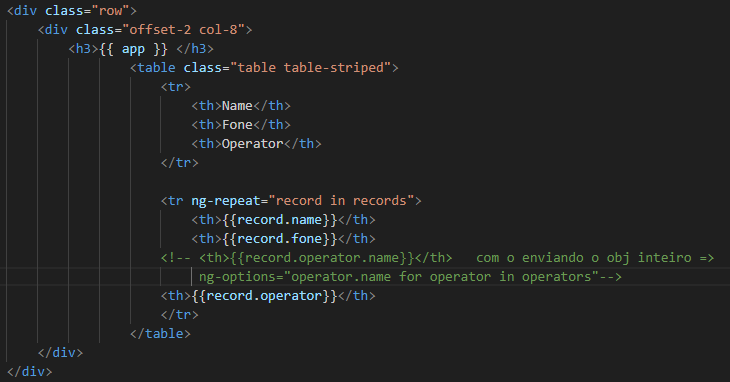 <div class="row">
<div class="offset-2 col-8">
<h3>{{ app }} </h3>
<table class="table table-striped">
<tr>
<th>Name</th>
<th>Fone</th>
<th>Operator</th>
</tr>
<tr ng-repeat="record in records">
<th>{{record.name}}</th>
<th>{{record.fone}}</th>
<!-- <th>{{record.operator.name}}</th>   com o enviando o obj inteiro =>
ng-options="operator.name for operator in operators"-->
<th>{{record.operator}}</th>
</tr>
</table>
</div>
</div>